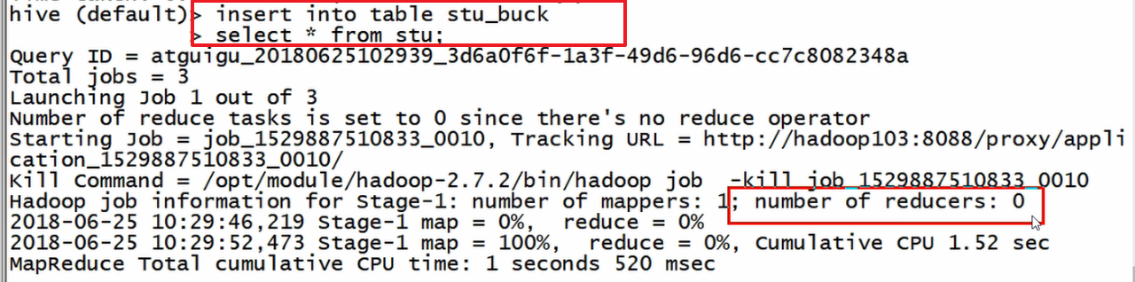 hive (default)> insert into table stu_buck
> select * from stu;
Query ID = atguigu_20180625102939_3d6a0f6f-1a3f-49d6-96d6-cc7c8082348a
Total jobs = 3
Launching Job 1 out of 3
Number of reduce tasks is set to 0 since there's no reduce operator
Starting Job = job_1529887510833_0010, Tracking URL = http://hadoop103:8088/proxy/appli
cation_1529887510833_0010/
Kill Command = /opt/module/hadoop-2.7.2/bin/hadoop job  -kill job_1529887510833_0010
Hadoop job information for Stage-1: number of mappers: 1; number of reducers: 0
2018-06-25 10:29:46,219 Stage-1 map = 0%,  reduce = 0%
2018-06-25 10:29:52,473 Stage-1 map = 100%,  reduce = 0%, Cumulative CPU 1.52 sec
MapReduce Total cumulative CPU time: 1 seconds 520 msec